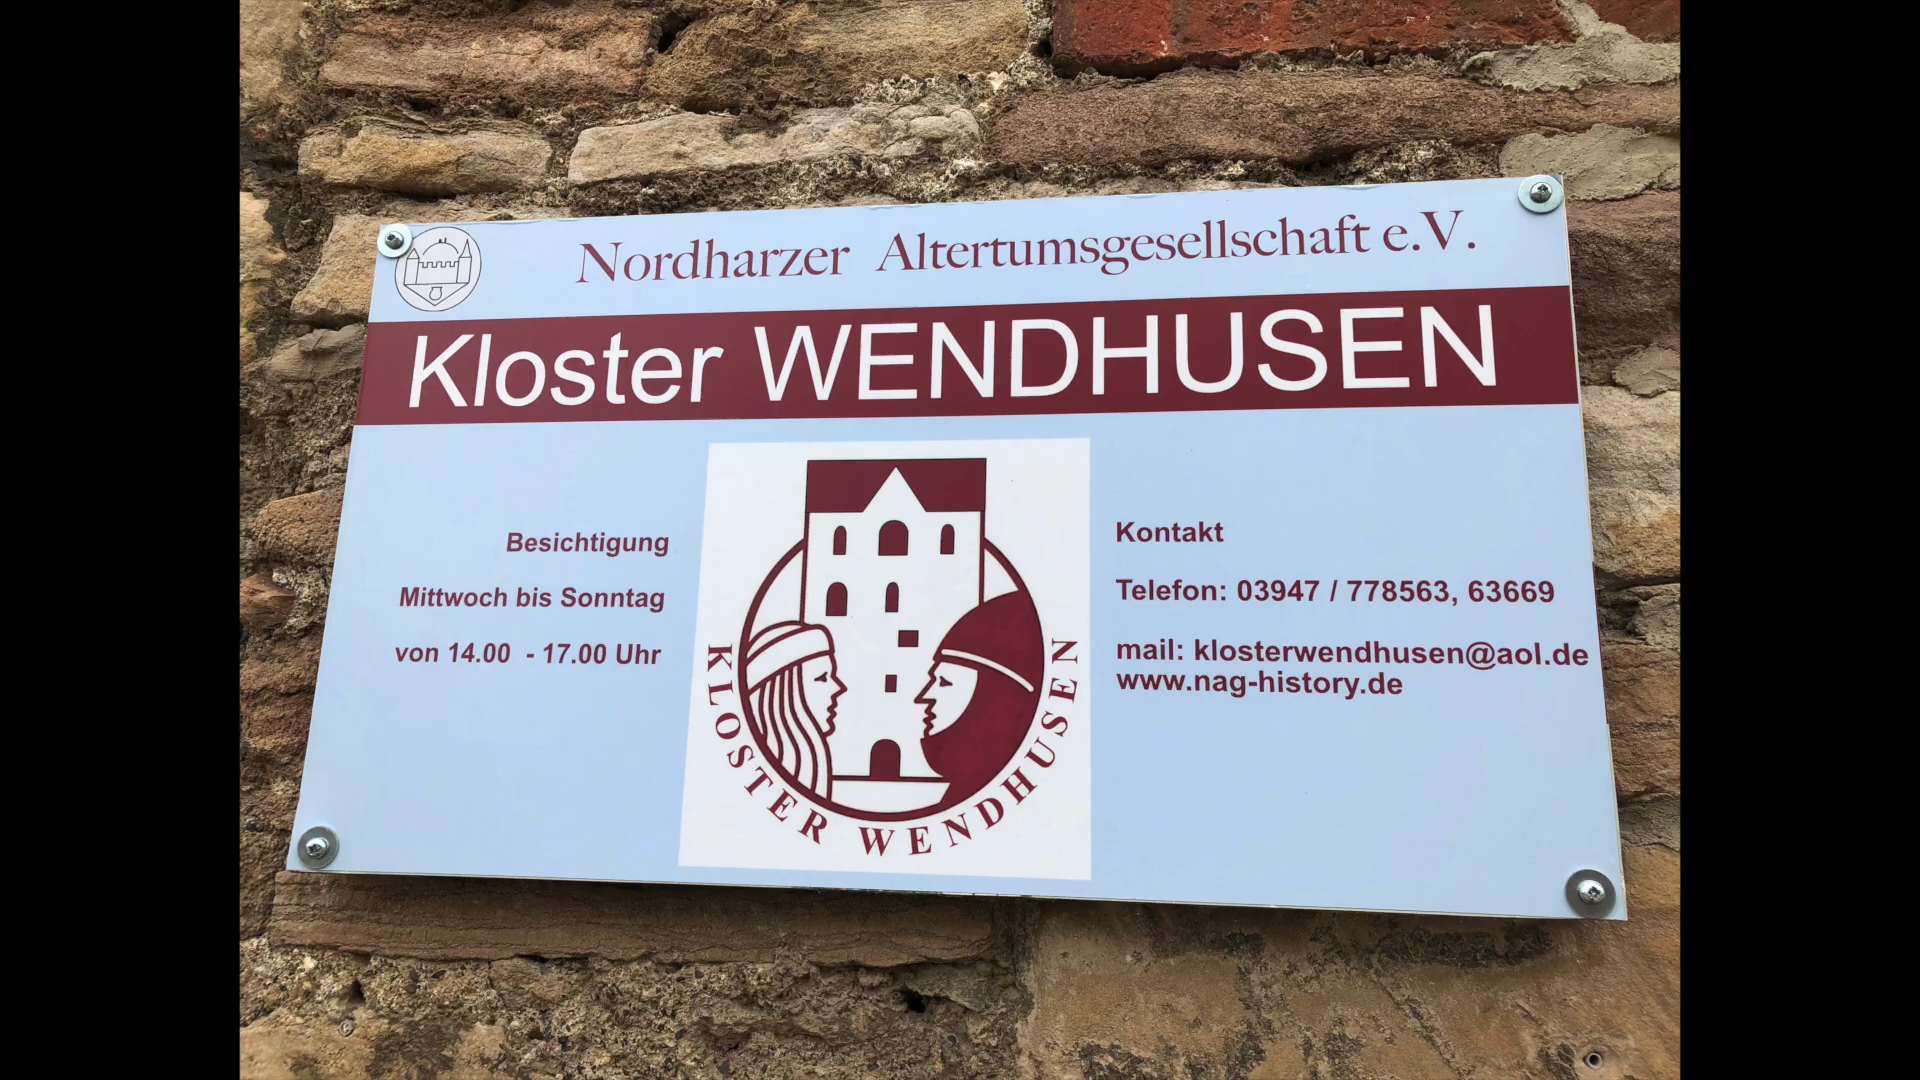 Nordharzer Altertumsgesellschaft e.V.
Kloster WENDHUSEN
Besichtigung
Mittwoch bis Sonntag
von 14.00 - 17.00 Uhr
KLOSTER WENDHUSEN
Kontakt
Telefon: 03947 / 778563, 63669
mail: klosterwendhusen@aol.de
www.nag-history.de